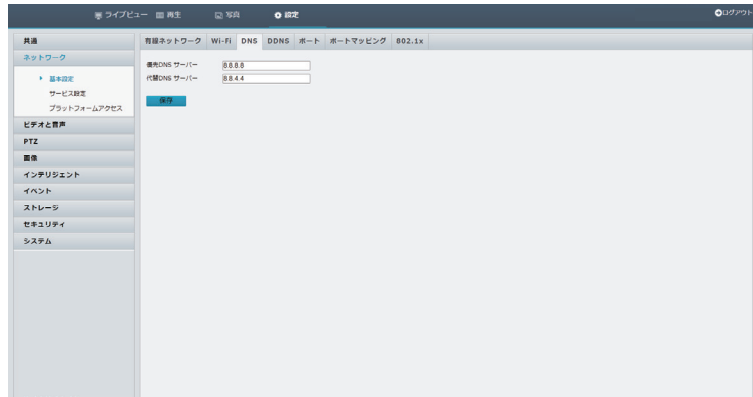 ライブビュー 再生 写真 設定 ログアウト
共通
ネットワーク
基本設定
サービス設定
プラットフォームアクセス
ビデオと音声
PTZ
画像
インテリジェント
イベント
ストレージ
セキュリティ
システム
有線ネットワーク Wi-Fi DNS DDNS ポート ポートマッピング 802.1x
優先DNS サーバー 8.8.8.8
代替DNS サーバー 8.8.4.4
保存